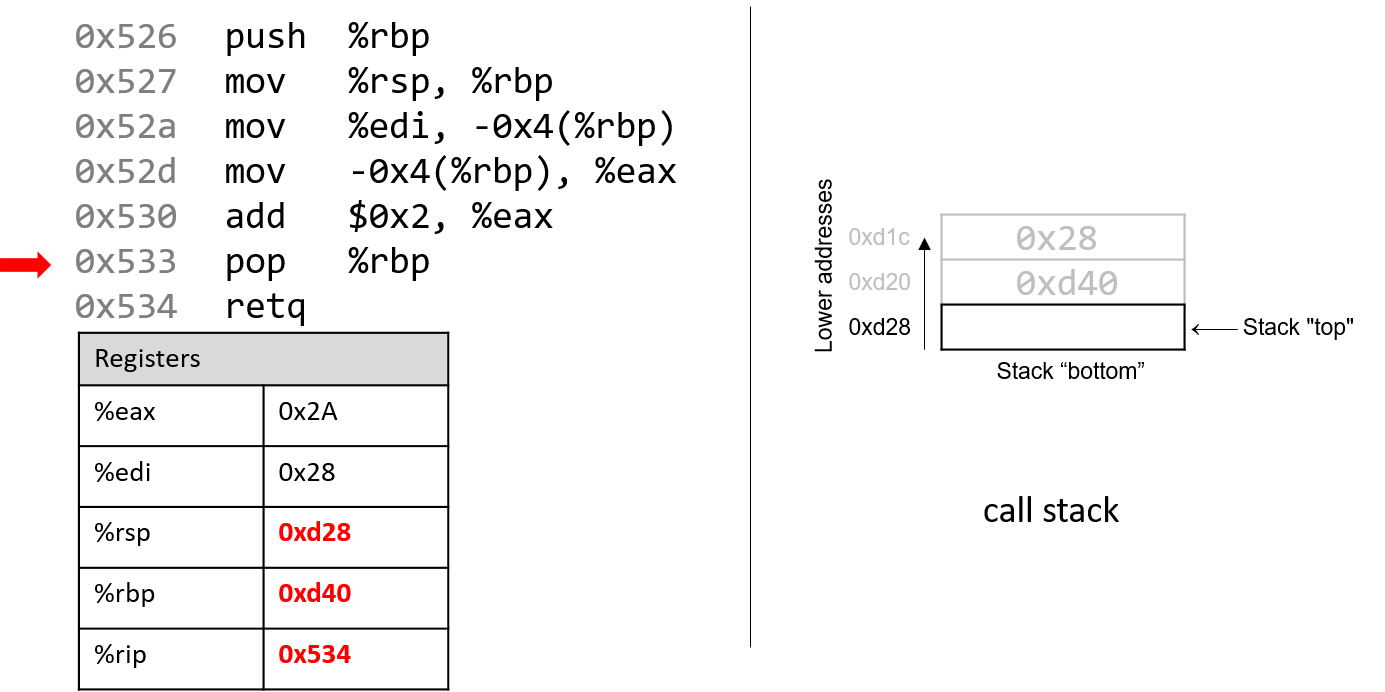 0x526 push %rbp
0x527 mov %rsp, %rbp
0x52a mov %edi, -0x4(%rbp)
0x52d mov -0x4(%rbp), %eax
0x530 add $0x2, %eax
0x533 pop %rbp
0x534 retq
Registers
%eax 0x2A
%edi 0x28
%rsp 0xd28
%rbp 0xd40
%rip 0x534
Lower addresses
0xd1c 0x28
0xd20 0xd40
0xd28
Stack "top"
Stack “bottom”
call stack